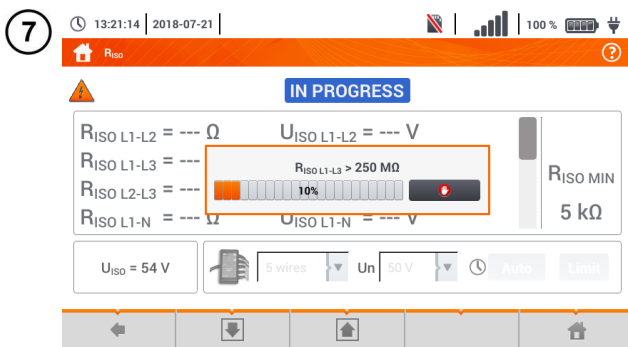 7
13:21:14 2018-07-21 100 %
RISO ?
IN PROGRESS
RISO L1-L2 = --- Ω UISO L1-L2 = --- V
RISO L1-L3 = ---
RISO L2-L3 = ---
RISO L1-N = --- Ω UISO L1-N = --- V
RISO L1-L3 > 250 MΩ
10%
RISO MIN
5 kΩ
UISO = 54 V 5 wires Un 50 V Auto Limit